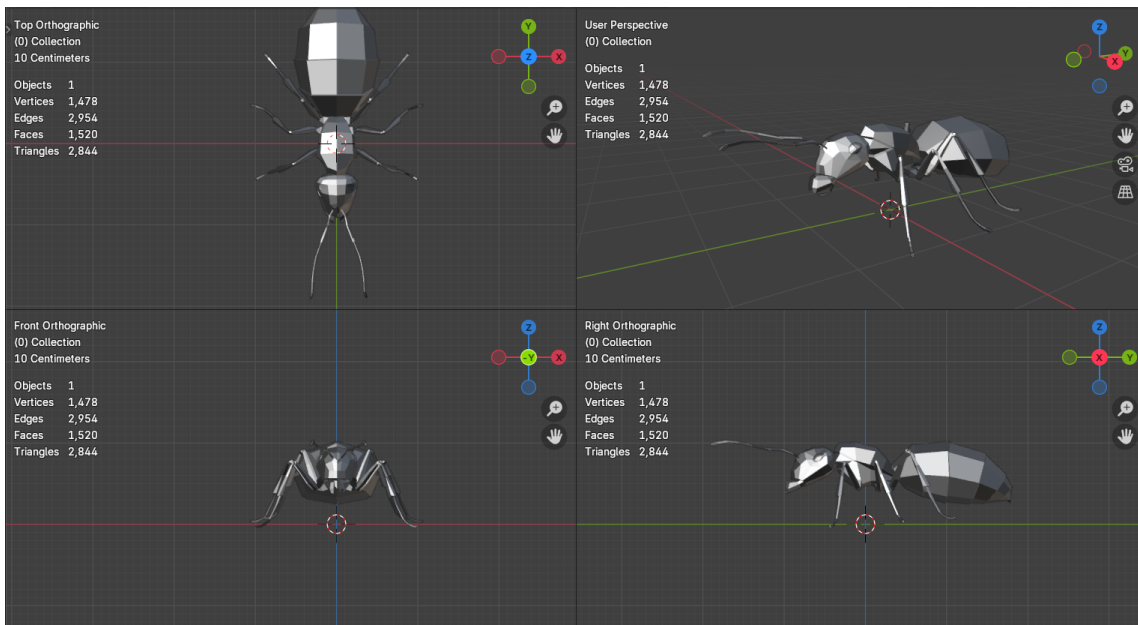 Top Orthographic
(0) Collection
10 Centimeters
Objects 1
Vertices 1,478
Edges 2,954
Faces 1,520
Triangles 2,844
Y
Z
X
User Perspective
(0) Collection
Objects 1
Vertices 1,478
Edges 2,954
Faces 1,520
Triangles 2,844
Z
Y
X
Front Orthographic
(0) Collection
10 Centimeters
Objects 1
Vertices 1,478
Edges 2,954
Faces 1,520
Triangles 2,844
Z
-Y
X
Right Orthographic
(0) Collection
10 Centimeters
Objects 1
Vertices 1,478
Edges 2,954
Faces 1,520
Triangles 2,844
Z
X
Y